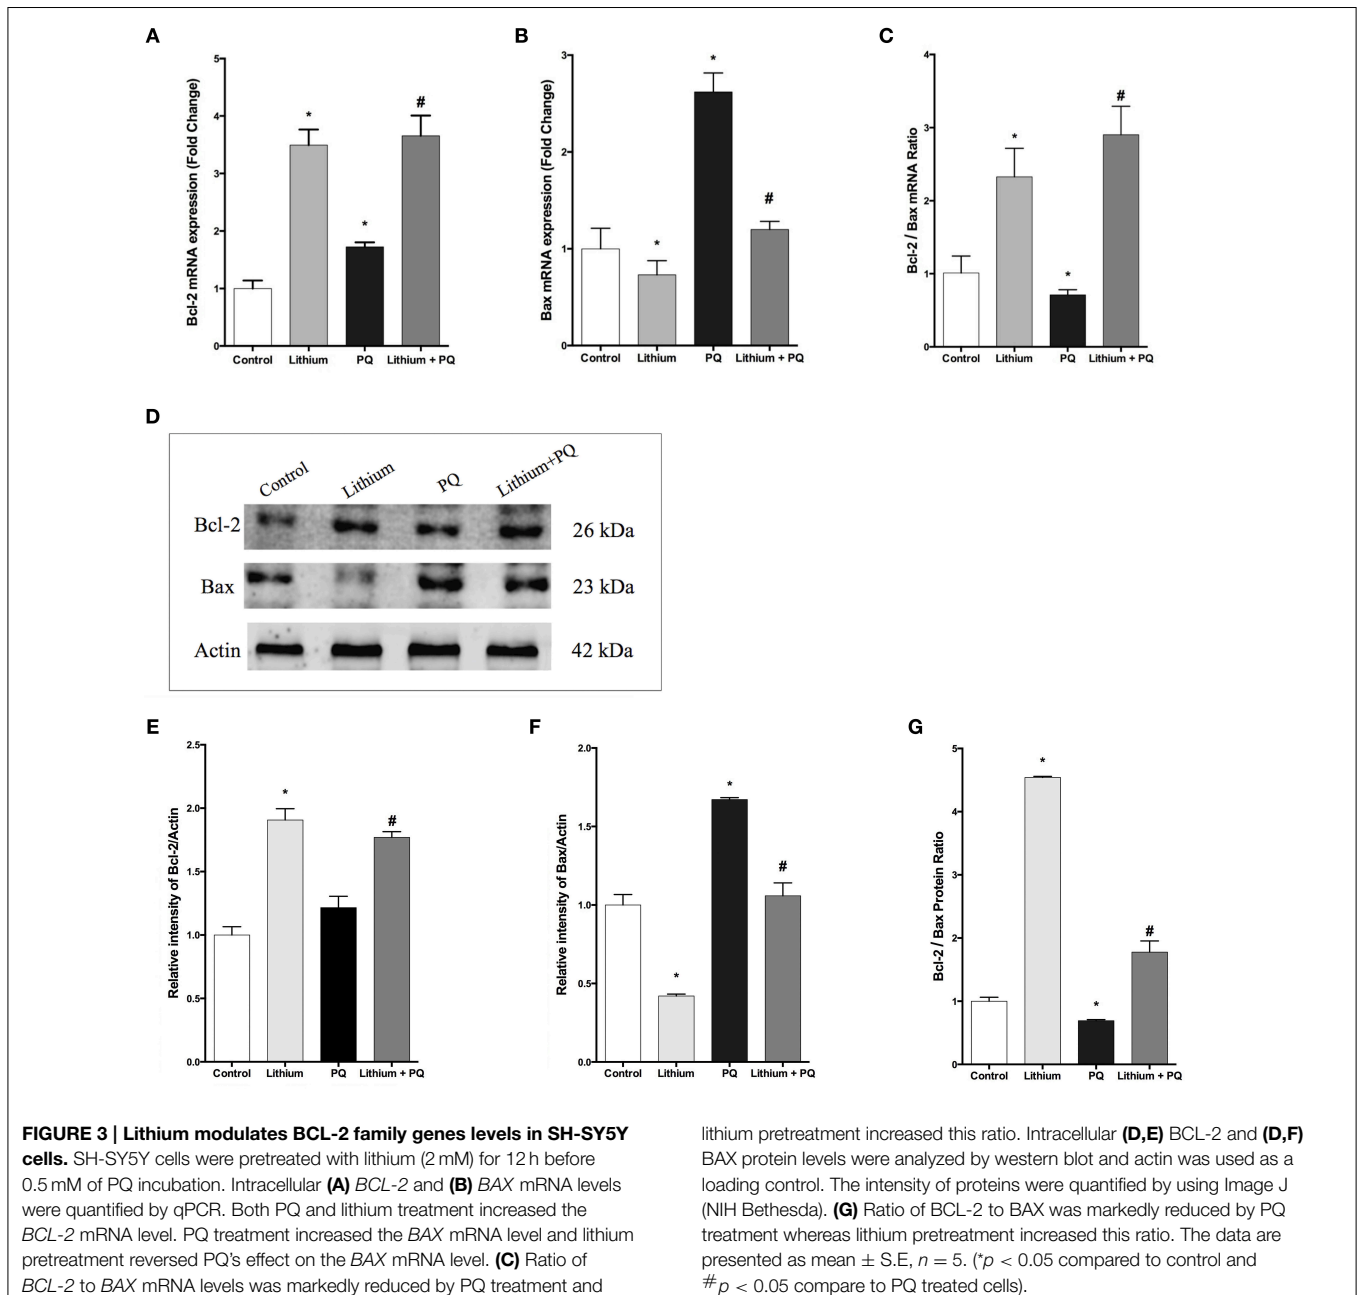 A
Bcl-2 mRNA expression (Fold Change)
5
4
3
2
1
0
*
*
#
Control Lithium PQ Lithium + PQ
B
Bax mRNA expression (Fold Change)
3
2
1
0
*
*
#
Control Lithium PQ Lithium + PQ
C
Bcl-2 / Bax mRNA Ratio
4
3
2
1
0
*
*
#
Control Lithium PQ Lithium + PQ
D
Control Lithium PQ Lithium+PQ
Bcl-2 26 kDa
Bax 23 kDa
Actin 42 kDa
E
Relative intensity of Bcl-2/Actin
2.5
2.0
1.5
1.0
0.5
0.0
*
#
Control Lithium PQ Lithium + PQ
F
Relative intensity of Bax/Actin
2.0
1.5
1.0
0.5
0.0
*
*
#
Control Lithium PQ Lithium + PQ
G
Bcl-2 / Bax Protein Ratio
5
4
3
2
1
0
*
*
#
Control Lithium PQ Lithium + PQ
FIGURE 3 | Lithium modulates BCL-2 family genes levels in SH-SY5Y
cells. SH-SY5Y cells were pretreated with lithium (2 mM) for 12 h before
0.5 mM of PQ incubation. Intracellular (A) BCL-2 and (B) BAX mRNA levels
were quantified by qPCR. Both PQ and lithium treatment increased the
BCL-2 mRNA level. PQ treatment increased the BAX mRNA level and lithium
pretreatment reversed PQ's effect on the BAX mRNA level. (C) Ratio of
BCL-2 to BAX mRNA levels was markedly reduced by PQ treatment and
lithium pretreatment increased this ratio. Intracellular (D,E) BCL-2 and (D,F)
BAX protein levels were analyzed by western blot and actin was used as a
loading control. The intensity of proteins were quantified by using Image J
(NIH Bethesda). (G) Ratio of BCL-2 to BAX was markedly reduced by PQ
treatment whereas lithium pretreatment increased this ratio. The data are
presented as mean ± S.E, n = 5. (*p < 0.05 compared to control and
#p < 0.05 compare to PQ treated cells).